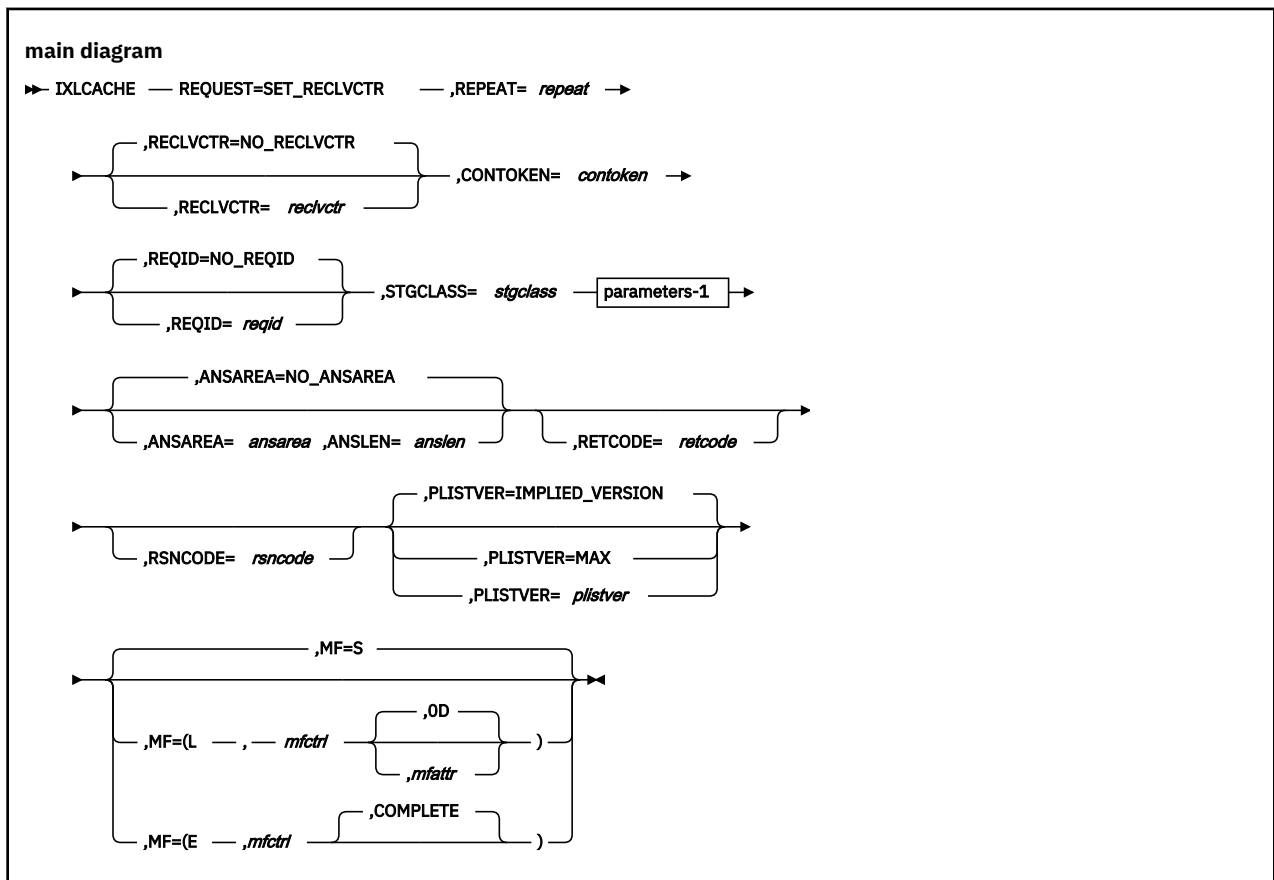 main diagram
IXLCACHE REQUEST=SET_RECLVCTR ,REPEAT= repeat
,RECLVCTR=NO_RECLVCTR
,CONTOKEN= contoken
,RECLVCTR= reclvctr
,REQID=NO_REQID
,STGCLASS= stgclass parameters-1
,REQID= reqid
,ANSAREA=NO_ANSAREA
,ANSAREA= ansarea ,ANSLEN= anslen ,RETCODE= retcode
,PLISTVER=IMPLIED_VERSION
,RSNCODE= rsncode ,PLISTVER=MAX
,PLISTVER= plistver
,MF=S
,0D
,MF=(L , mfctrl )
,mfattr
,COMPLETE
,MF=(E ,mfctrl )